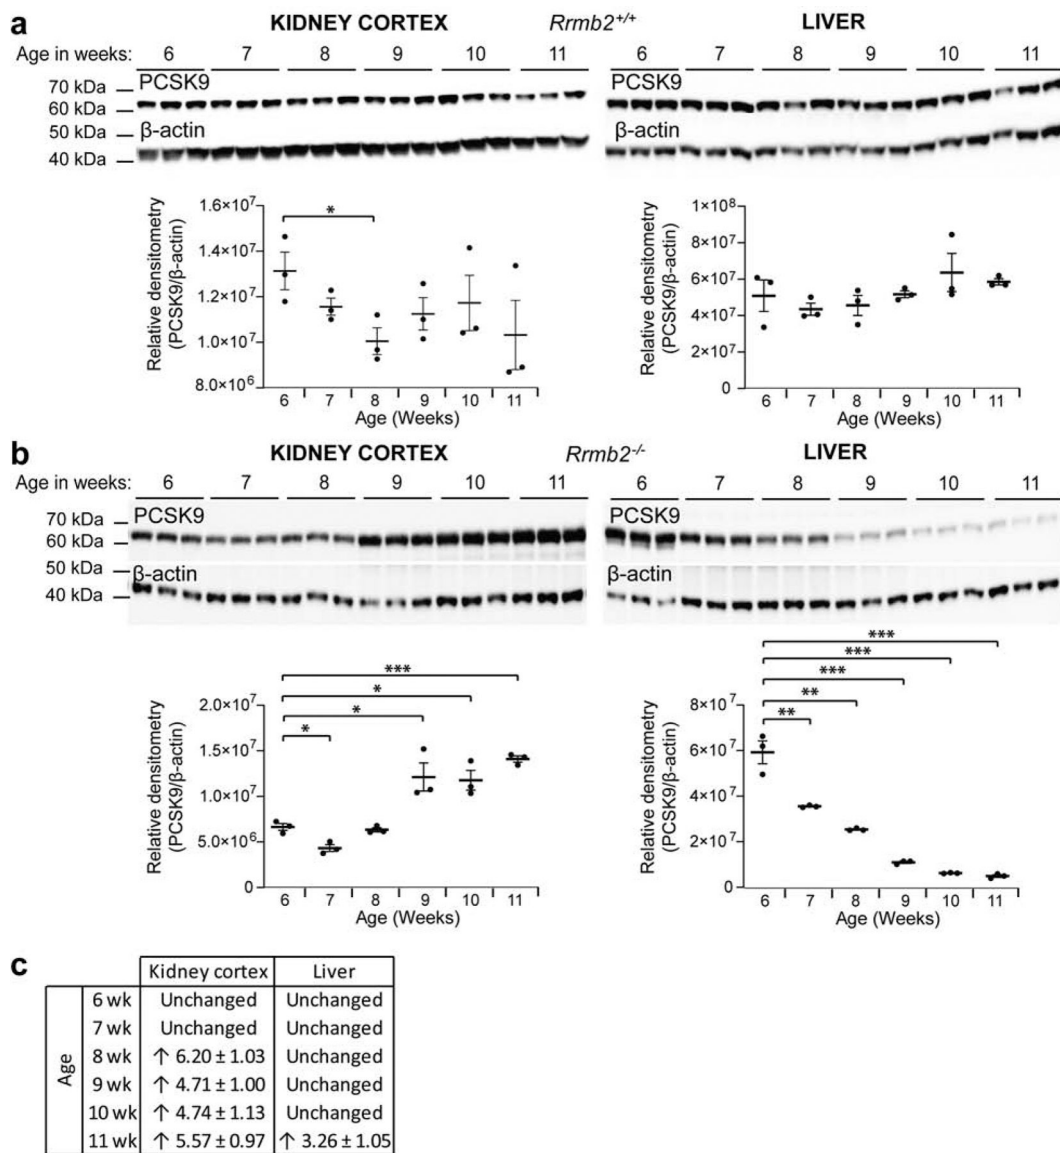 a
KIDNEY CORTEX Rrmb2+/+ LIVER
Age in weeks: 6 7 8 9 10 11 6 7 8 9 10 11
70 kDa PCSK9 PCSK9
60 kDa
50 kDa β-actin β-actin
40 kDa
Relative densitometry
(PCSK9/β-actin)
1.6×10⁷
1.4×10⁷
1.2×10⁷
1.0×10⁷
8.0×10⁶
*
6 7 8 9 10 11
Age (Weeks)
Relative densitometry
(PCSK9/β-actin)
1×10⁸
8×10⁷
6×10⁷
4×10⁷
2×10⁷
0
6 7 8 9 10 11
Age (Weeks)
b
KIDNEY CORTEX Rrmb2-/- LIVER
Age in weeks: 6 7 8 9 10 11 6 7 8 9 10 11
70 kDa PCSK9 PCSK9
60 kDa
50 kDa β-actin β-actin
40 kDa
Relative densitometry
(PCSK9/β-actin)
2.0×10⁷
1.5×10⁷
1.0×10⁷
5.0×10⁶
0
***
*
*
*
6 7 8 9 10 11
Age (Weeks)
Relative densitometry
(PCSK9/β-actin)
8×10⁷
6×10⁷
4×10⁷
2×10⁷
0
***
***
***
**
**
6 7 8 9 10 11
Age (Weeks)
c
Kidney cortex Liver
Age
6 wk Unchanged Unchanged
7 wk Unchanged Unchanged
8 wk ↑ 6.20 ± 1.03 Unchanged
9 wk ↑ 4.71 ± 1.00 Unchanged
10 wk ↑ 4.74 ± 1.13 Unchanged
11 wk ↑ 5.57 ± 0.97 ↑ 3.26 ± 1.05